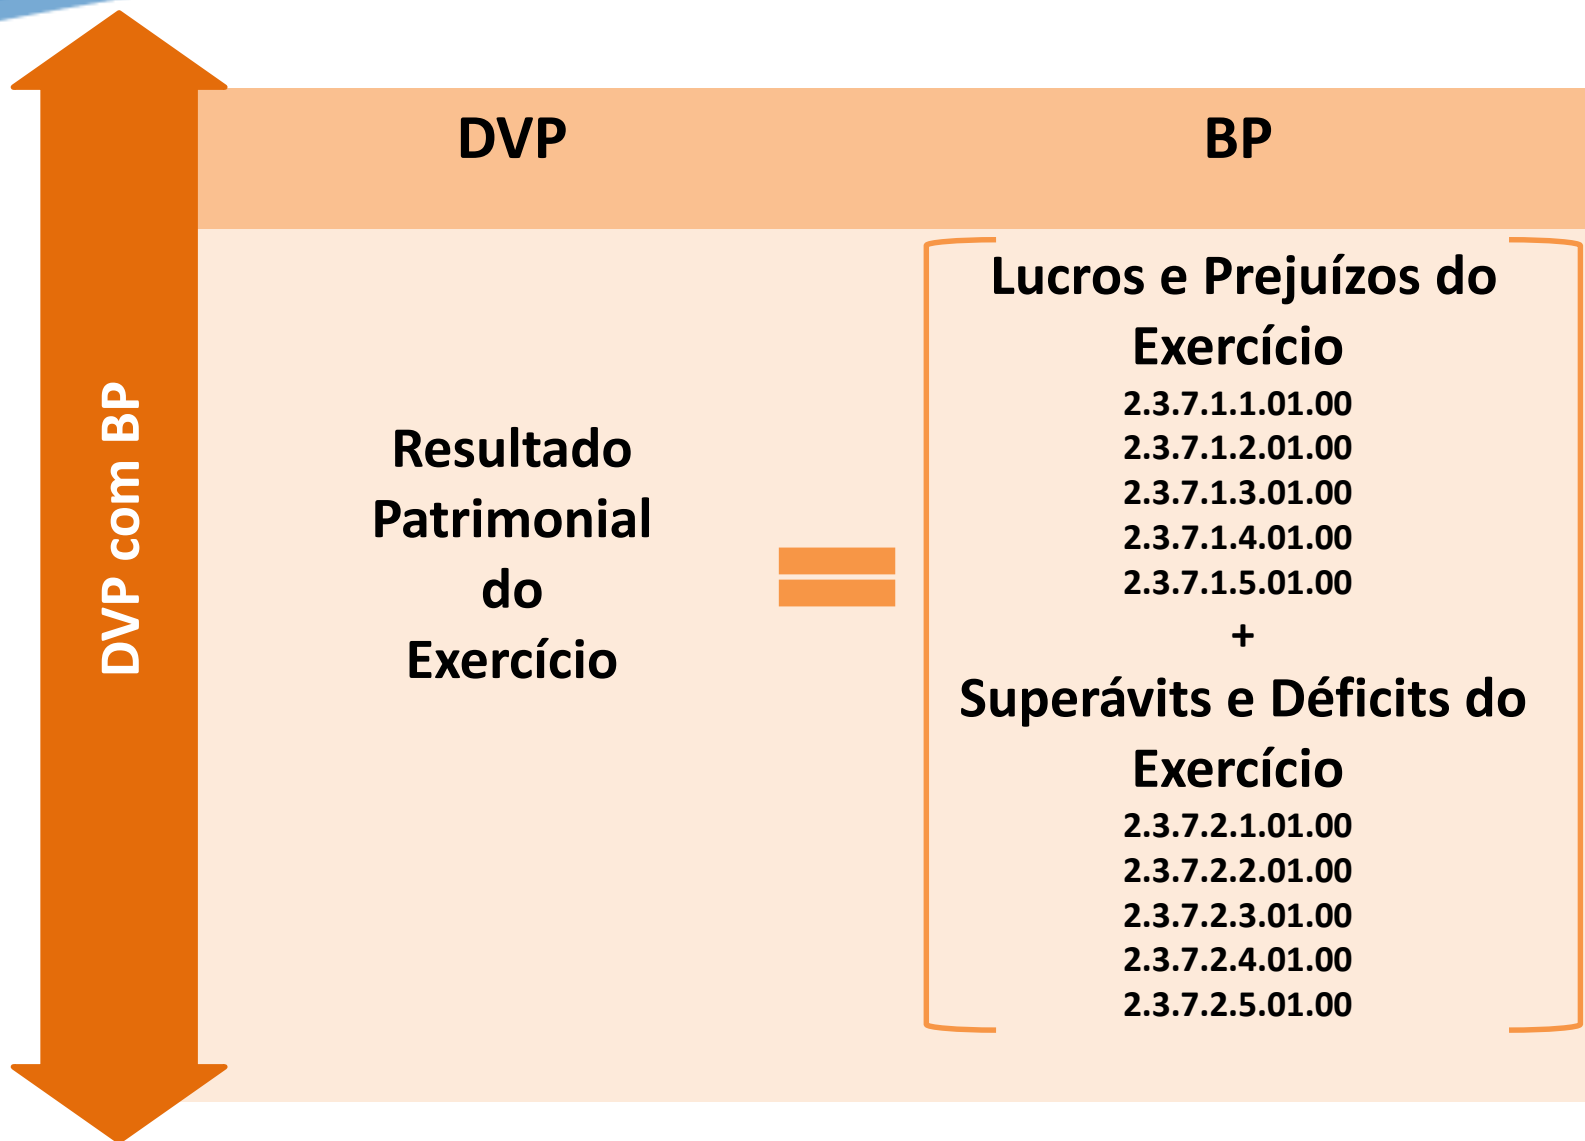 DVP
BP
DVP com BP
Resultado
Patrimonial
do
Exercício
Lucros e Prejuízos do
Exercício
2.3.7.1.1.01.00
2.3.7.1.2.01.00
2.3.7.1.3.01.00
2.3.7.1.4.01.00
2.3.7.1.5.01.00
+
Superávits e Déficits do
Exercício
2.3.7.2.1.01.00
2.3.7.2.2.01.00
2.3.7.2.3.01.00
2.3.7.2.4.01.00
2.3.7.2.5.01.00